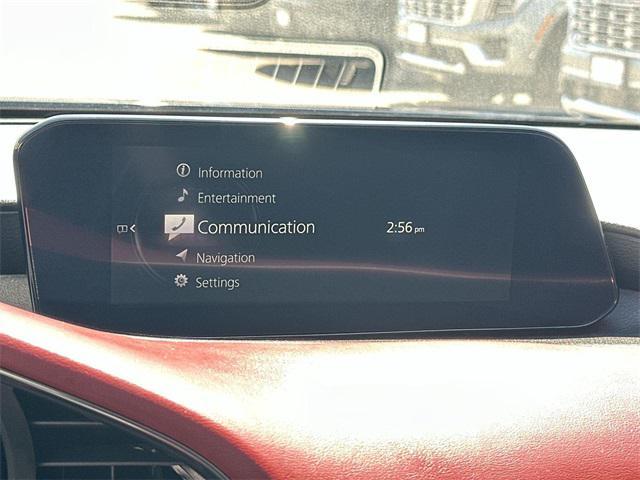 Information
Entertainment
Communication
2:56 pm
Navigation
Settings